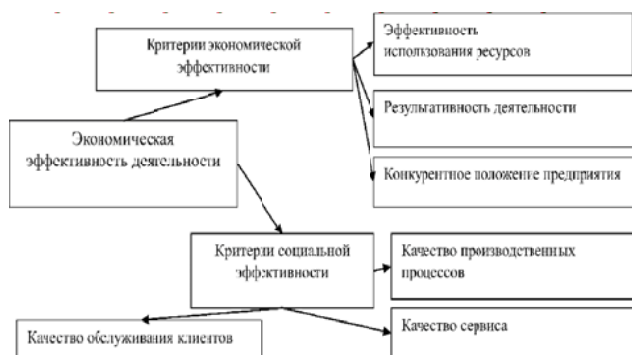 Критерии экономической
эффективности
Эффективность
использования ресурсов
Результативность деятельности
Экономическая
эффективность деятельности
Конкурентное положение предприятия
Критерии социальной
эффективности
Качество производственных
процессов
Качество обслуживания клиентов
Качество сервиса